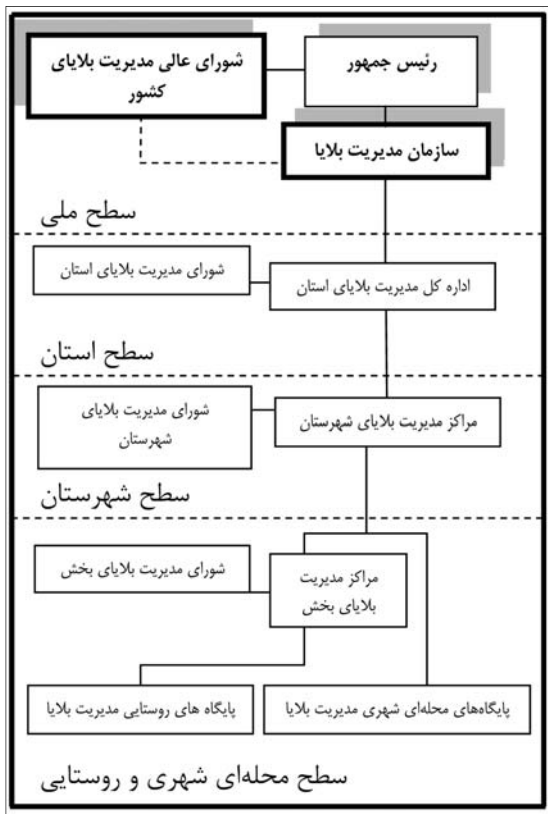 رئیس جمهور
شورای عالی مدیریت بلایای
کشور
سازمان مدیریت بلایا
سطح ملی
شورای مدیریت بلایای استان
اداره کل مدیریت بلایای استان
سطح استان
شورای مدیریت بلایای
شهرستان
مراکز مدیریت بلایای شهرستان
سطح شهرستان
شورای مدیریت بلایای بخش
مراکز مدیریت
بلایای بخش
پایگاه‌های محله‌ای شهری مدیریت بلایا
پایگاه های روستایی مدیریت بلایا
سطح محله‌ای شهری و روستایی